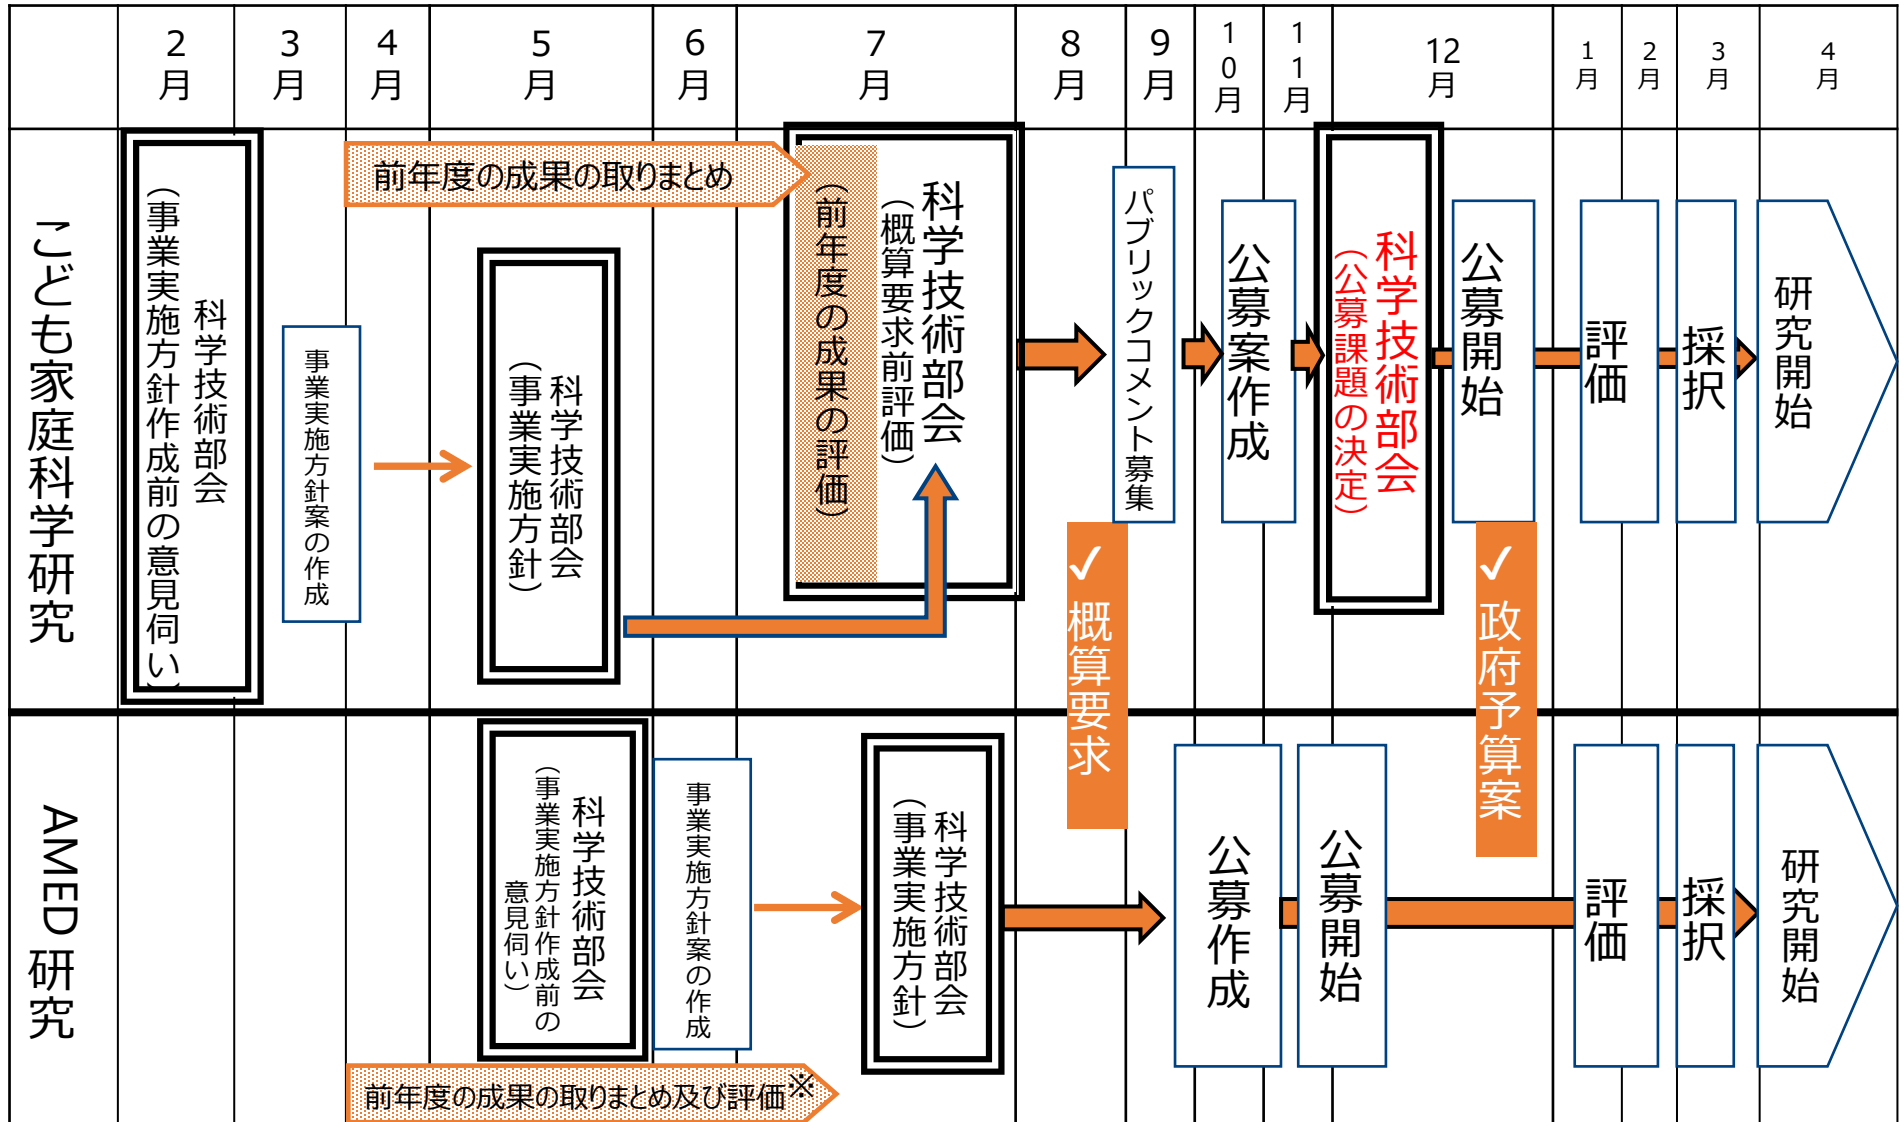 2月
3月
4月
5月
6月
7月
8月
9月
10月
11月
12月
1月
2月
3月
4月
こども家庭科学研究
科学技術部会
（事業実施方針作成前の意見伺い）
事業実施方針案の作成
前年度の成果の取りまとめ
科学技術部会
（事業実施方針）
科学技術部会
（概算要求前評価）
（前年度の成果の評価）
パブリックコメント募集
公募案作成
科学技術部会
（公募課題の決定）
公募開始
評価
採択
研究開始
✓概算要求
✓政府予算案
AMED研究
科学技術部会
（事業実施方針作成前の
意見伺い）
事業実施方針案の作成
前年度の成果の取りまとめ及び評価※
科学技術部会
（事業実施方針）
公募作成
公募開始
評価
採択
研究開始